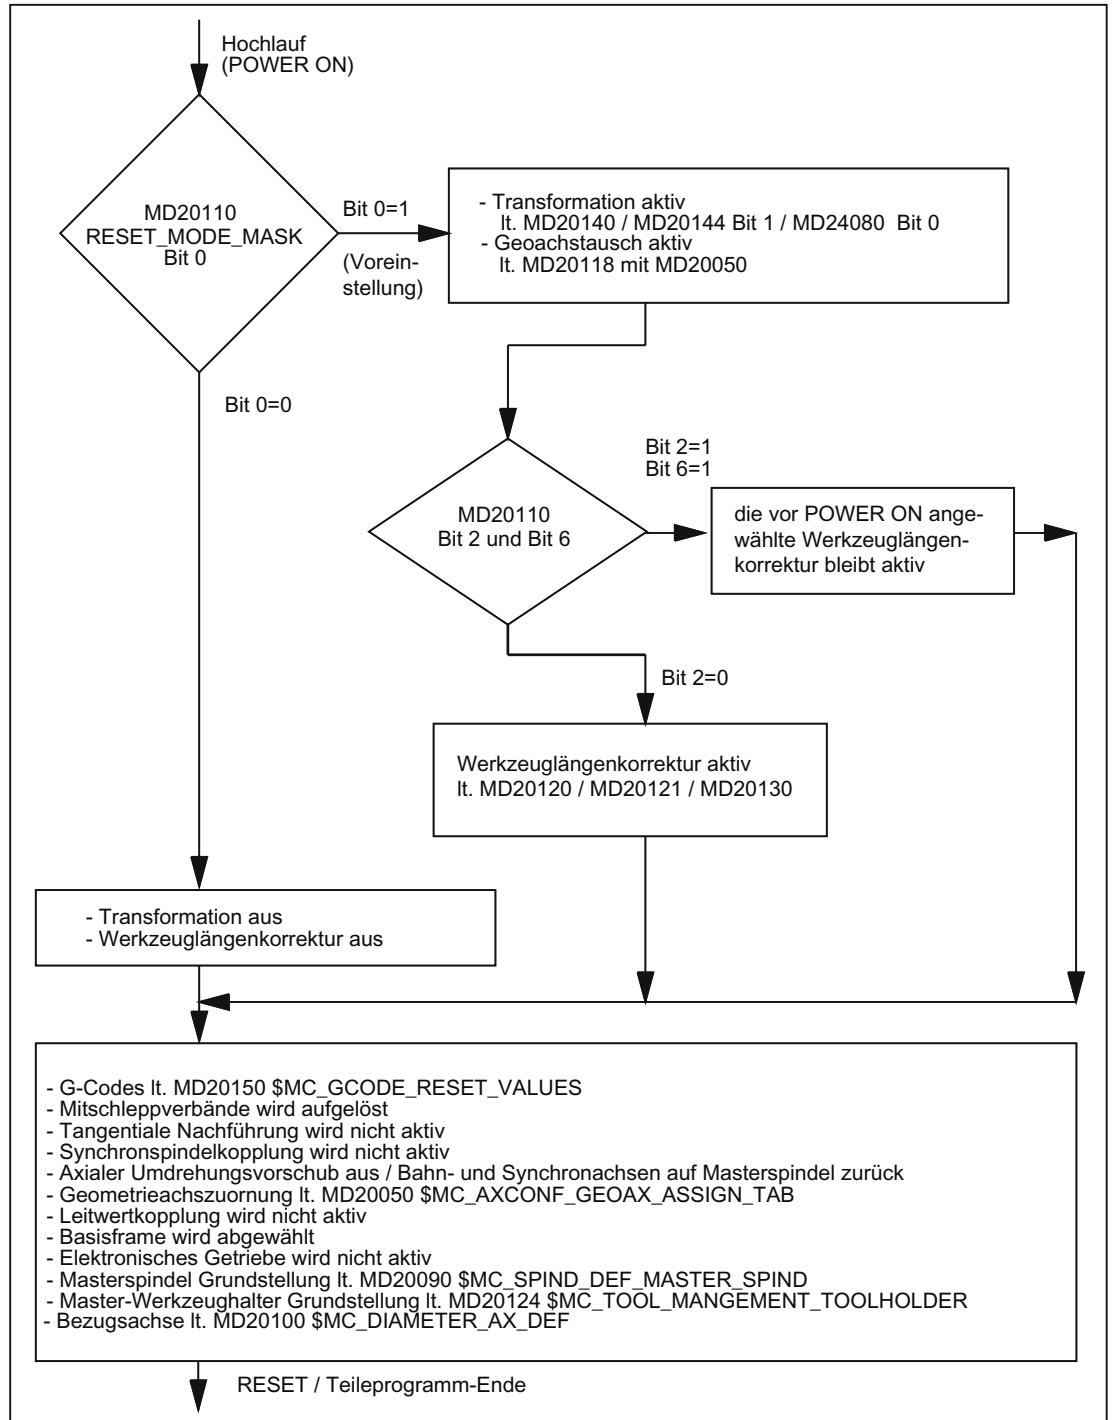 Hochlauf
(POWER ON)
MD20110
RESET_MODE_MASK
Bit 0
Bit 0=1
(Vorein-
stellung)
- Transformation aktiv
lt. MD20140 / MD20144 Bit 1 / MD24080 Bit 0
- Geoachstausch aktiv
lt. MD20118 mit MD20050
Bit 0=0
MD20110
Bit 2 und Bit 6
Bit 2=1
Bit 6=1
die vor POWER ON ange-
wählte Werkzeuglängen-
korrektur bleibt aktiv
Bit 2=0
Werkzeuglängenkorrektur aktiv
lt. MD20120 / MD20121 / MD20130
- Transformation aus
- Werkzeuglängenkorrektur aus
- G-Codes lt. MD20150 $MC_GCODE_RESET_VALUES
- Mitschleppverbände wird aufgelöst
- Tangentiale Nachführung wird nicht aktiv
- Synchronspindelkopplung wird nicht aktiv
- Axialer Umdrehungsvorschub aus / Bahn- und Synchronachsen auf Masterspindel zurück
- Geometrieachszuornung lt. MD20050 $MC_AXCONF_GEOAX_ASSIGN_TAB
- Leitwertkopplung wird nicht aktiv
- Basisframe wird abgewählt
- Elektronisches Getriebe wird nicht aktiv
- Masterspindel Grundstellung lt. MD20090 $MC_SPIND_DEF_MASTER_SPIND
- Master-Werkzeughalter Grundstellung lt. MD20124 $MC_TOOL_MANGEMENT_TOOLHOLDER
- Bezugsachse lt. MD20100 $MC_DIAMETER_AX_DEF
RESET / Teileprogramm-Ende